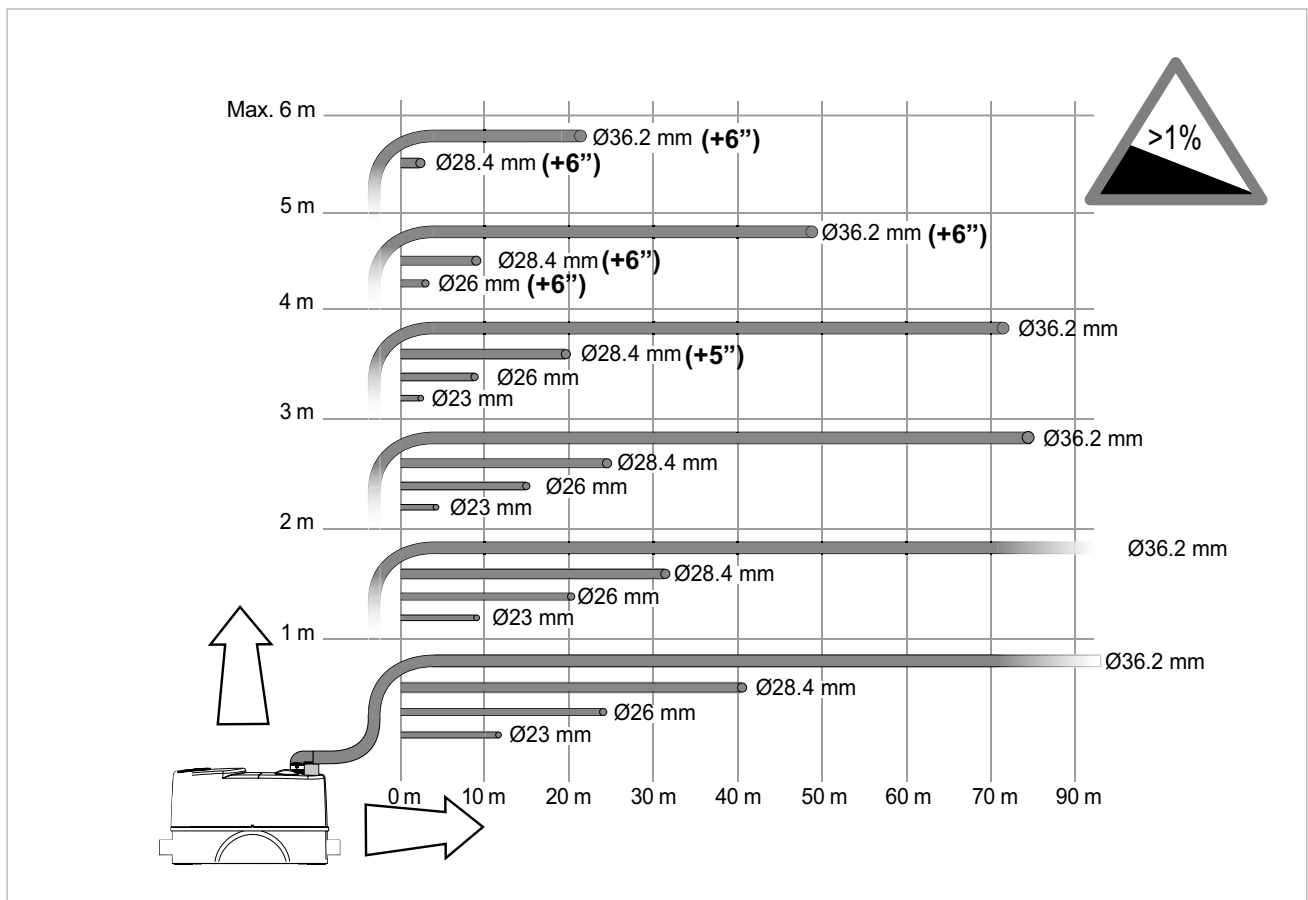 Max. 6 m
>1%
Ø36.2 mm (+6”)
Ø28.4 mm (+6”)
5 m
Ø36.2 mm (+6”)
Ø28.4 mm (+6”)
Ø26 mm (+6”)
4 m
Ø36.2 mm
Ø28.4 mm (+5”)
Ø26 mm
Ø23 mm
3 m
Ø36.2 mm
Ø28.4 mm
Ø26 mm
Ø23 mm
2 m
Ø36.2 mm
Ø28.4 mm
Ø26 mm
Ø23 mm
1 m
Ø36.2 mm
Ø28.4 mm
Ø26 mm
Ø23 mm
0 m 10 m 20 m 30 m 40 m 50 m 60 m 70 m 90 m